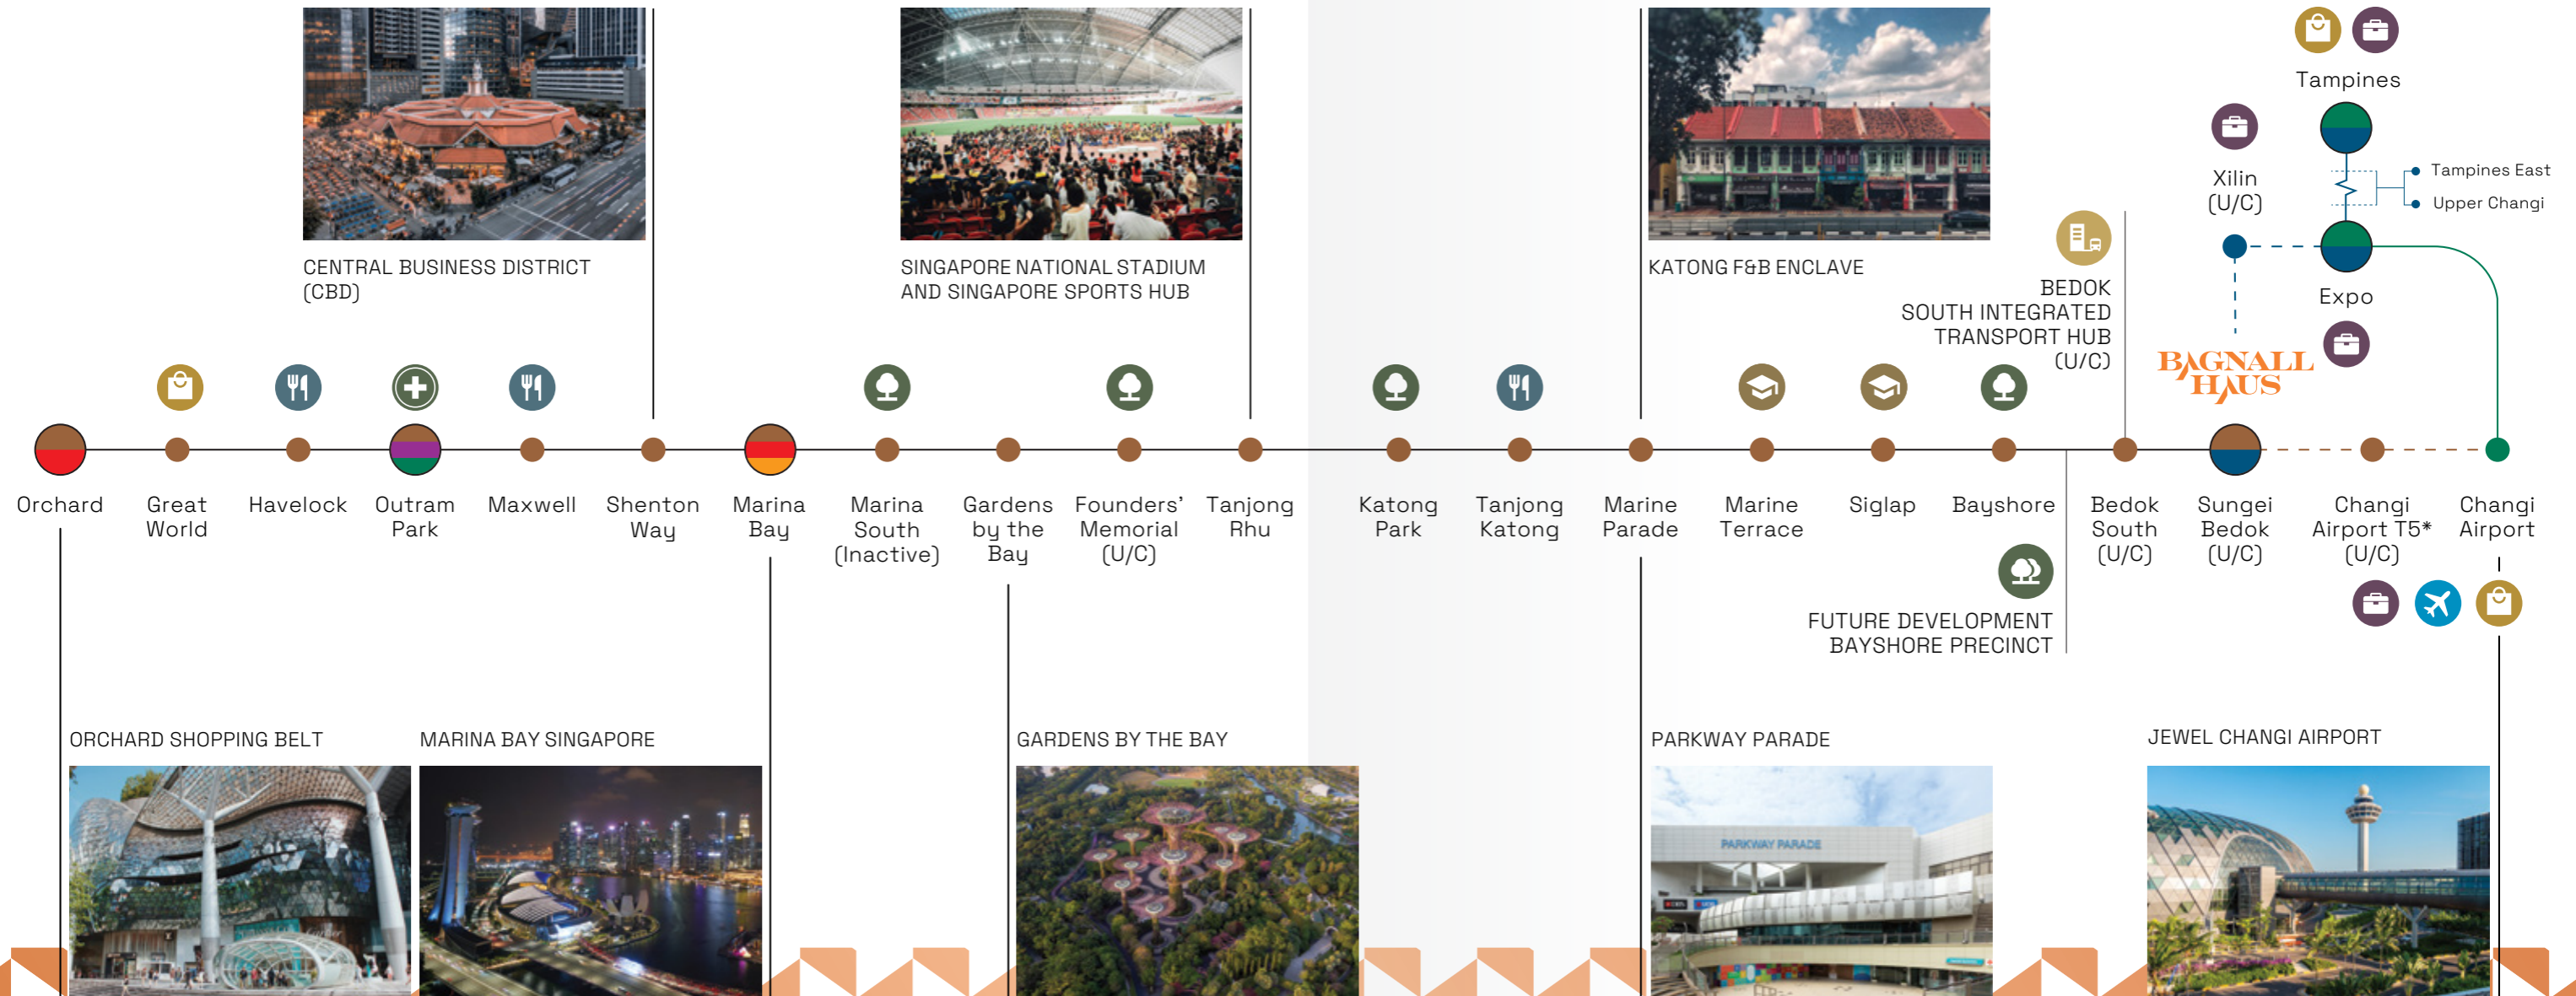 CENTRAL BUSINESS DISTRICT
(CBD)
SINGAPORE NATIONAL STADIUM
AND SINGAPORE SPORTS HUB
KATONG F&B ENCLAVE
Tampines
Tampines East
Upper Changi
Xilin
(U/C)
Expo
BEDOK
SOUTH INTEGRATED
TRANSPORT HUB
(U/C)
BAGNALL
HAUS
Orchard
Great
World
Havelock
Outram
Park
Maxwell
Shenton
Way
Marina
Bay
Marina
South
(Inactive)
Gardens
by the
Bay
Founders'
Memorial
(U/C)
Tanjong
Rhu
Katong
Park
Tanjong
Katong
Marine
Parade
Marine
Terrace
Siglap
Bayshore
Bedok
South
(U/C)
Sungei
Bedok
(U/C)
Changi
Airport T5*
(U/C)
Changi
Airport
FUTURE DEVELOPMENT
BAYSHORE PRECINCT
ORCHARD SHOPPING BELT
MARINA BAY SINGAPORE
GARDENS BY THE BAY
PARKWAY PARADE
JEWEL CHANGI AIRPORT
PARKWAY PARADE